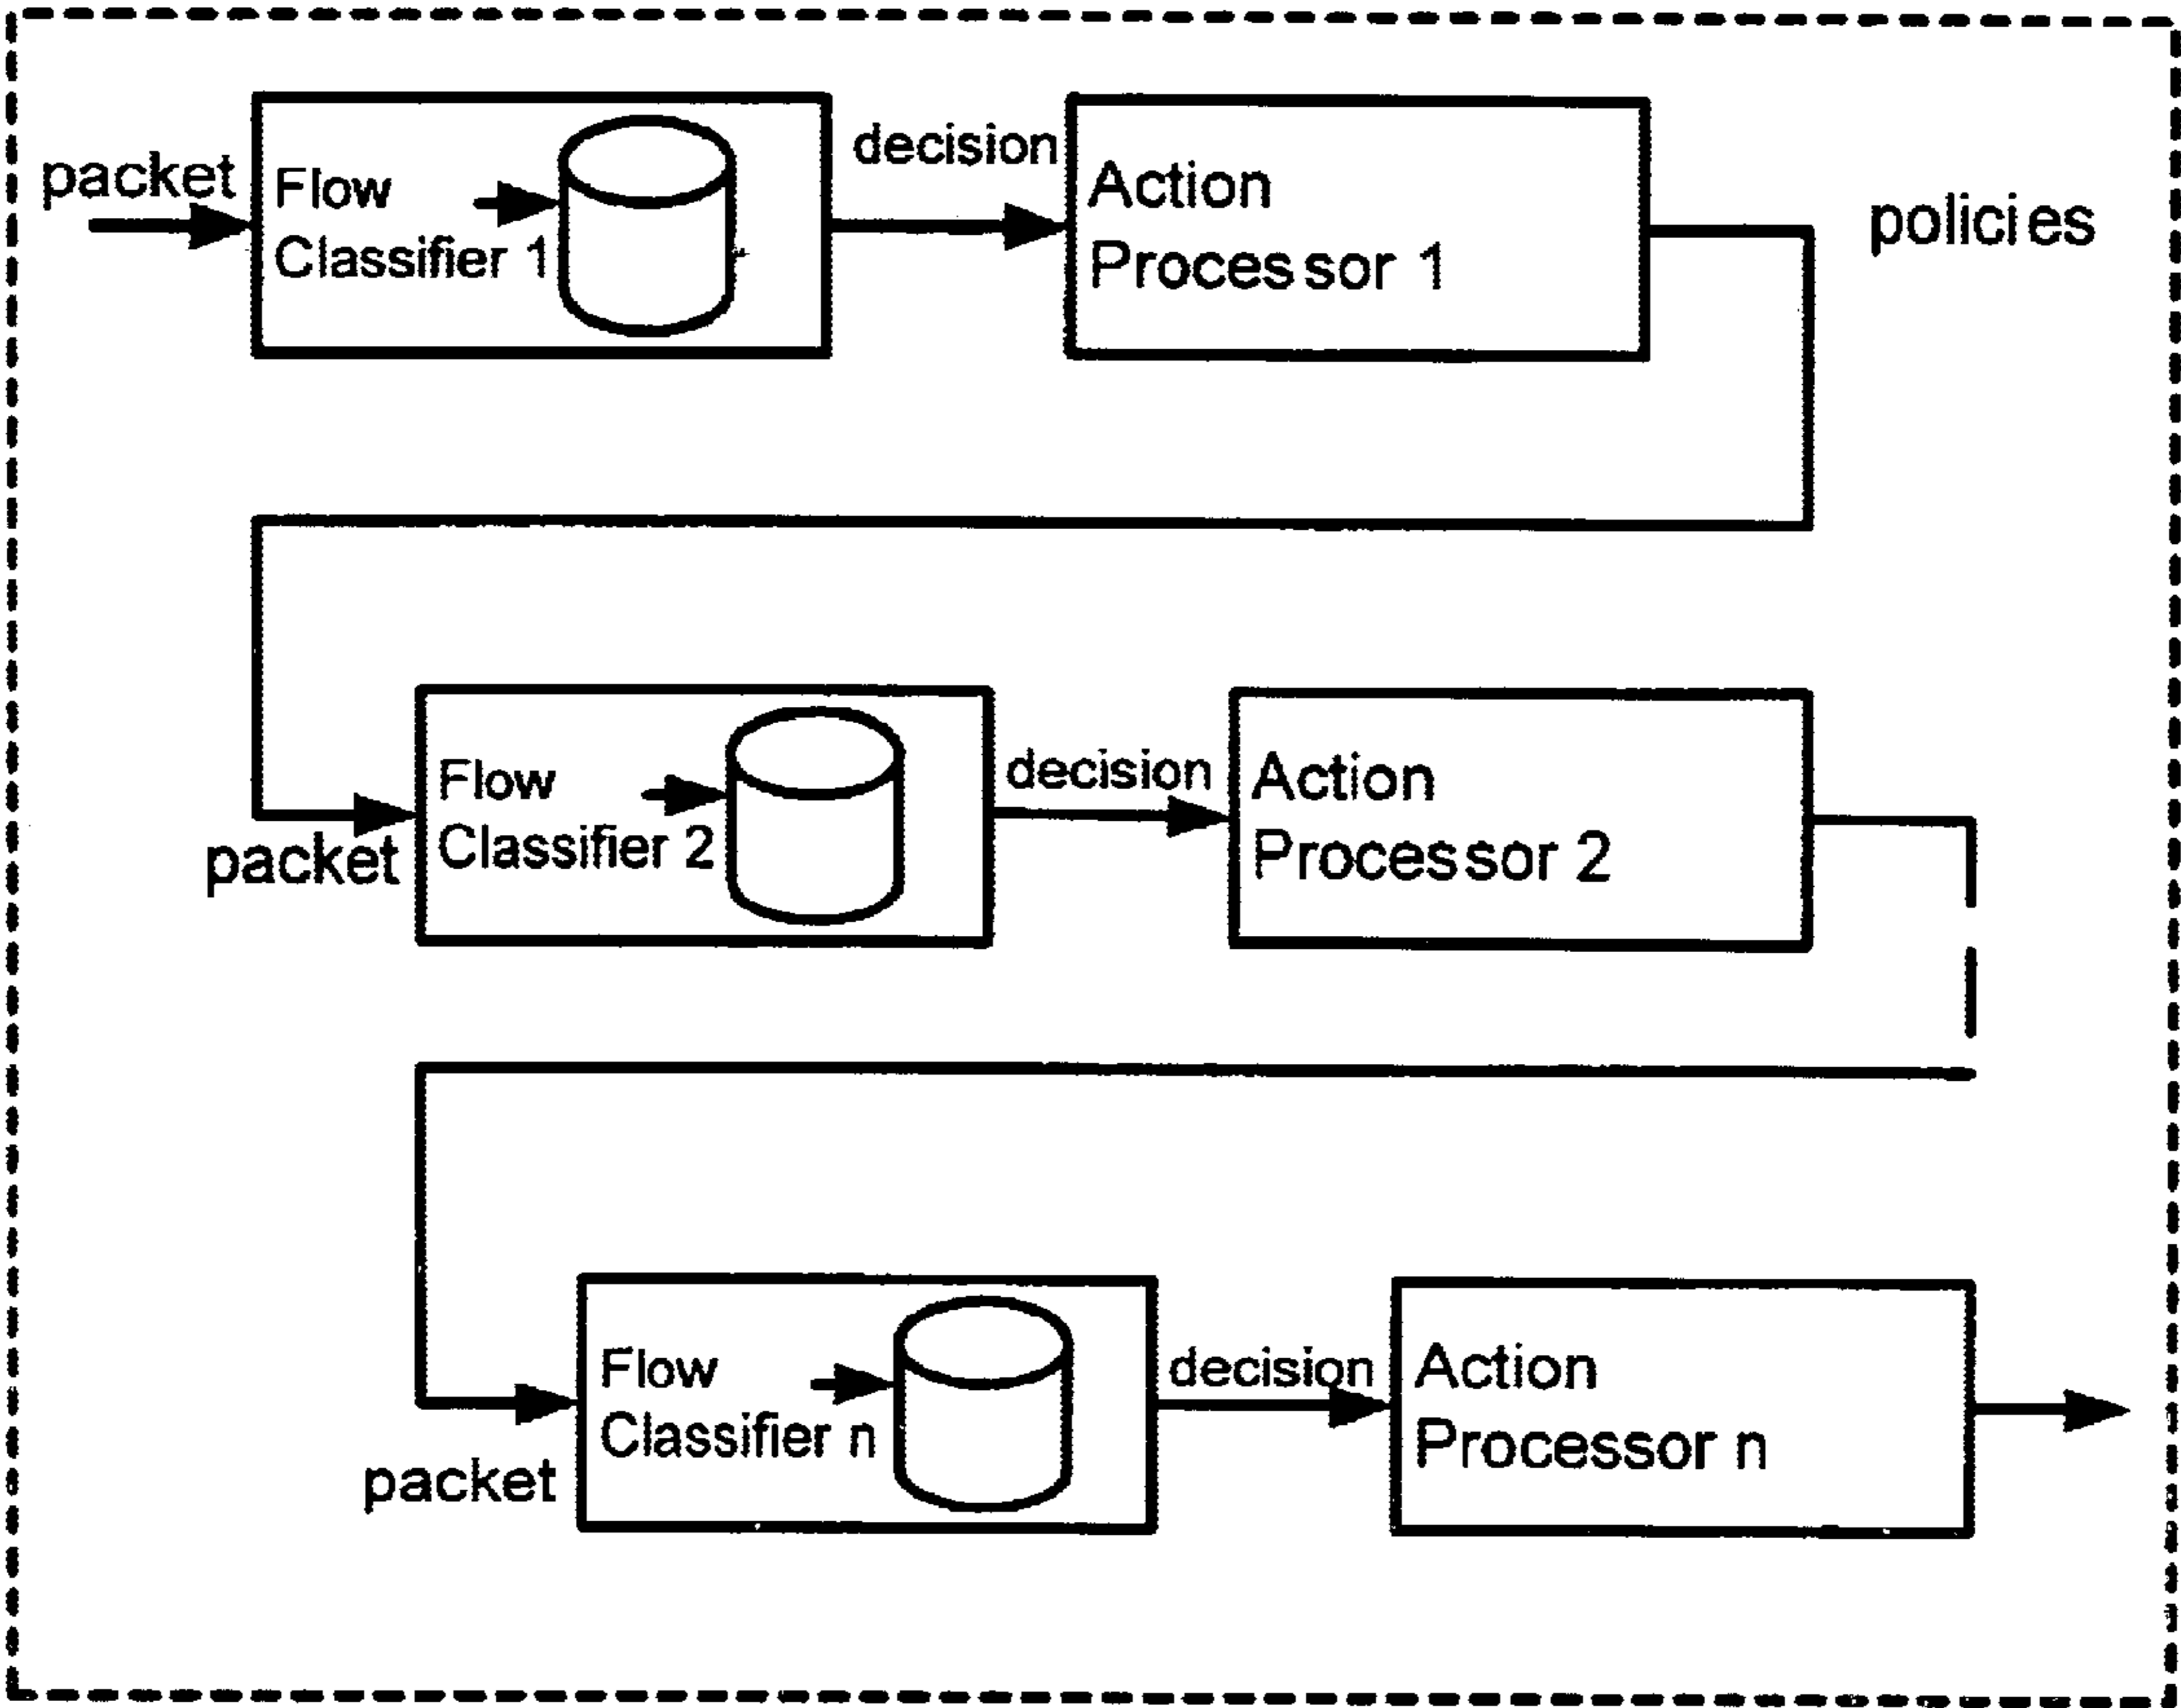 packet
Flow
Classifier 1
decision
Action
Processor 1
policies
packet
Flow
Classifier 2
decision
Action
Processor 2
packet
Flow
Classifier n
decision
Action
Processor n